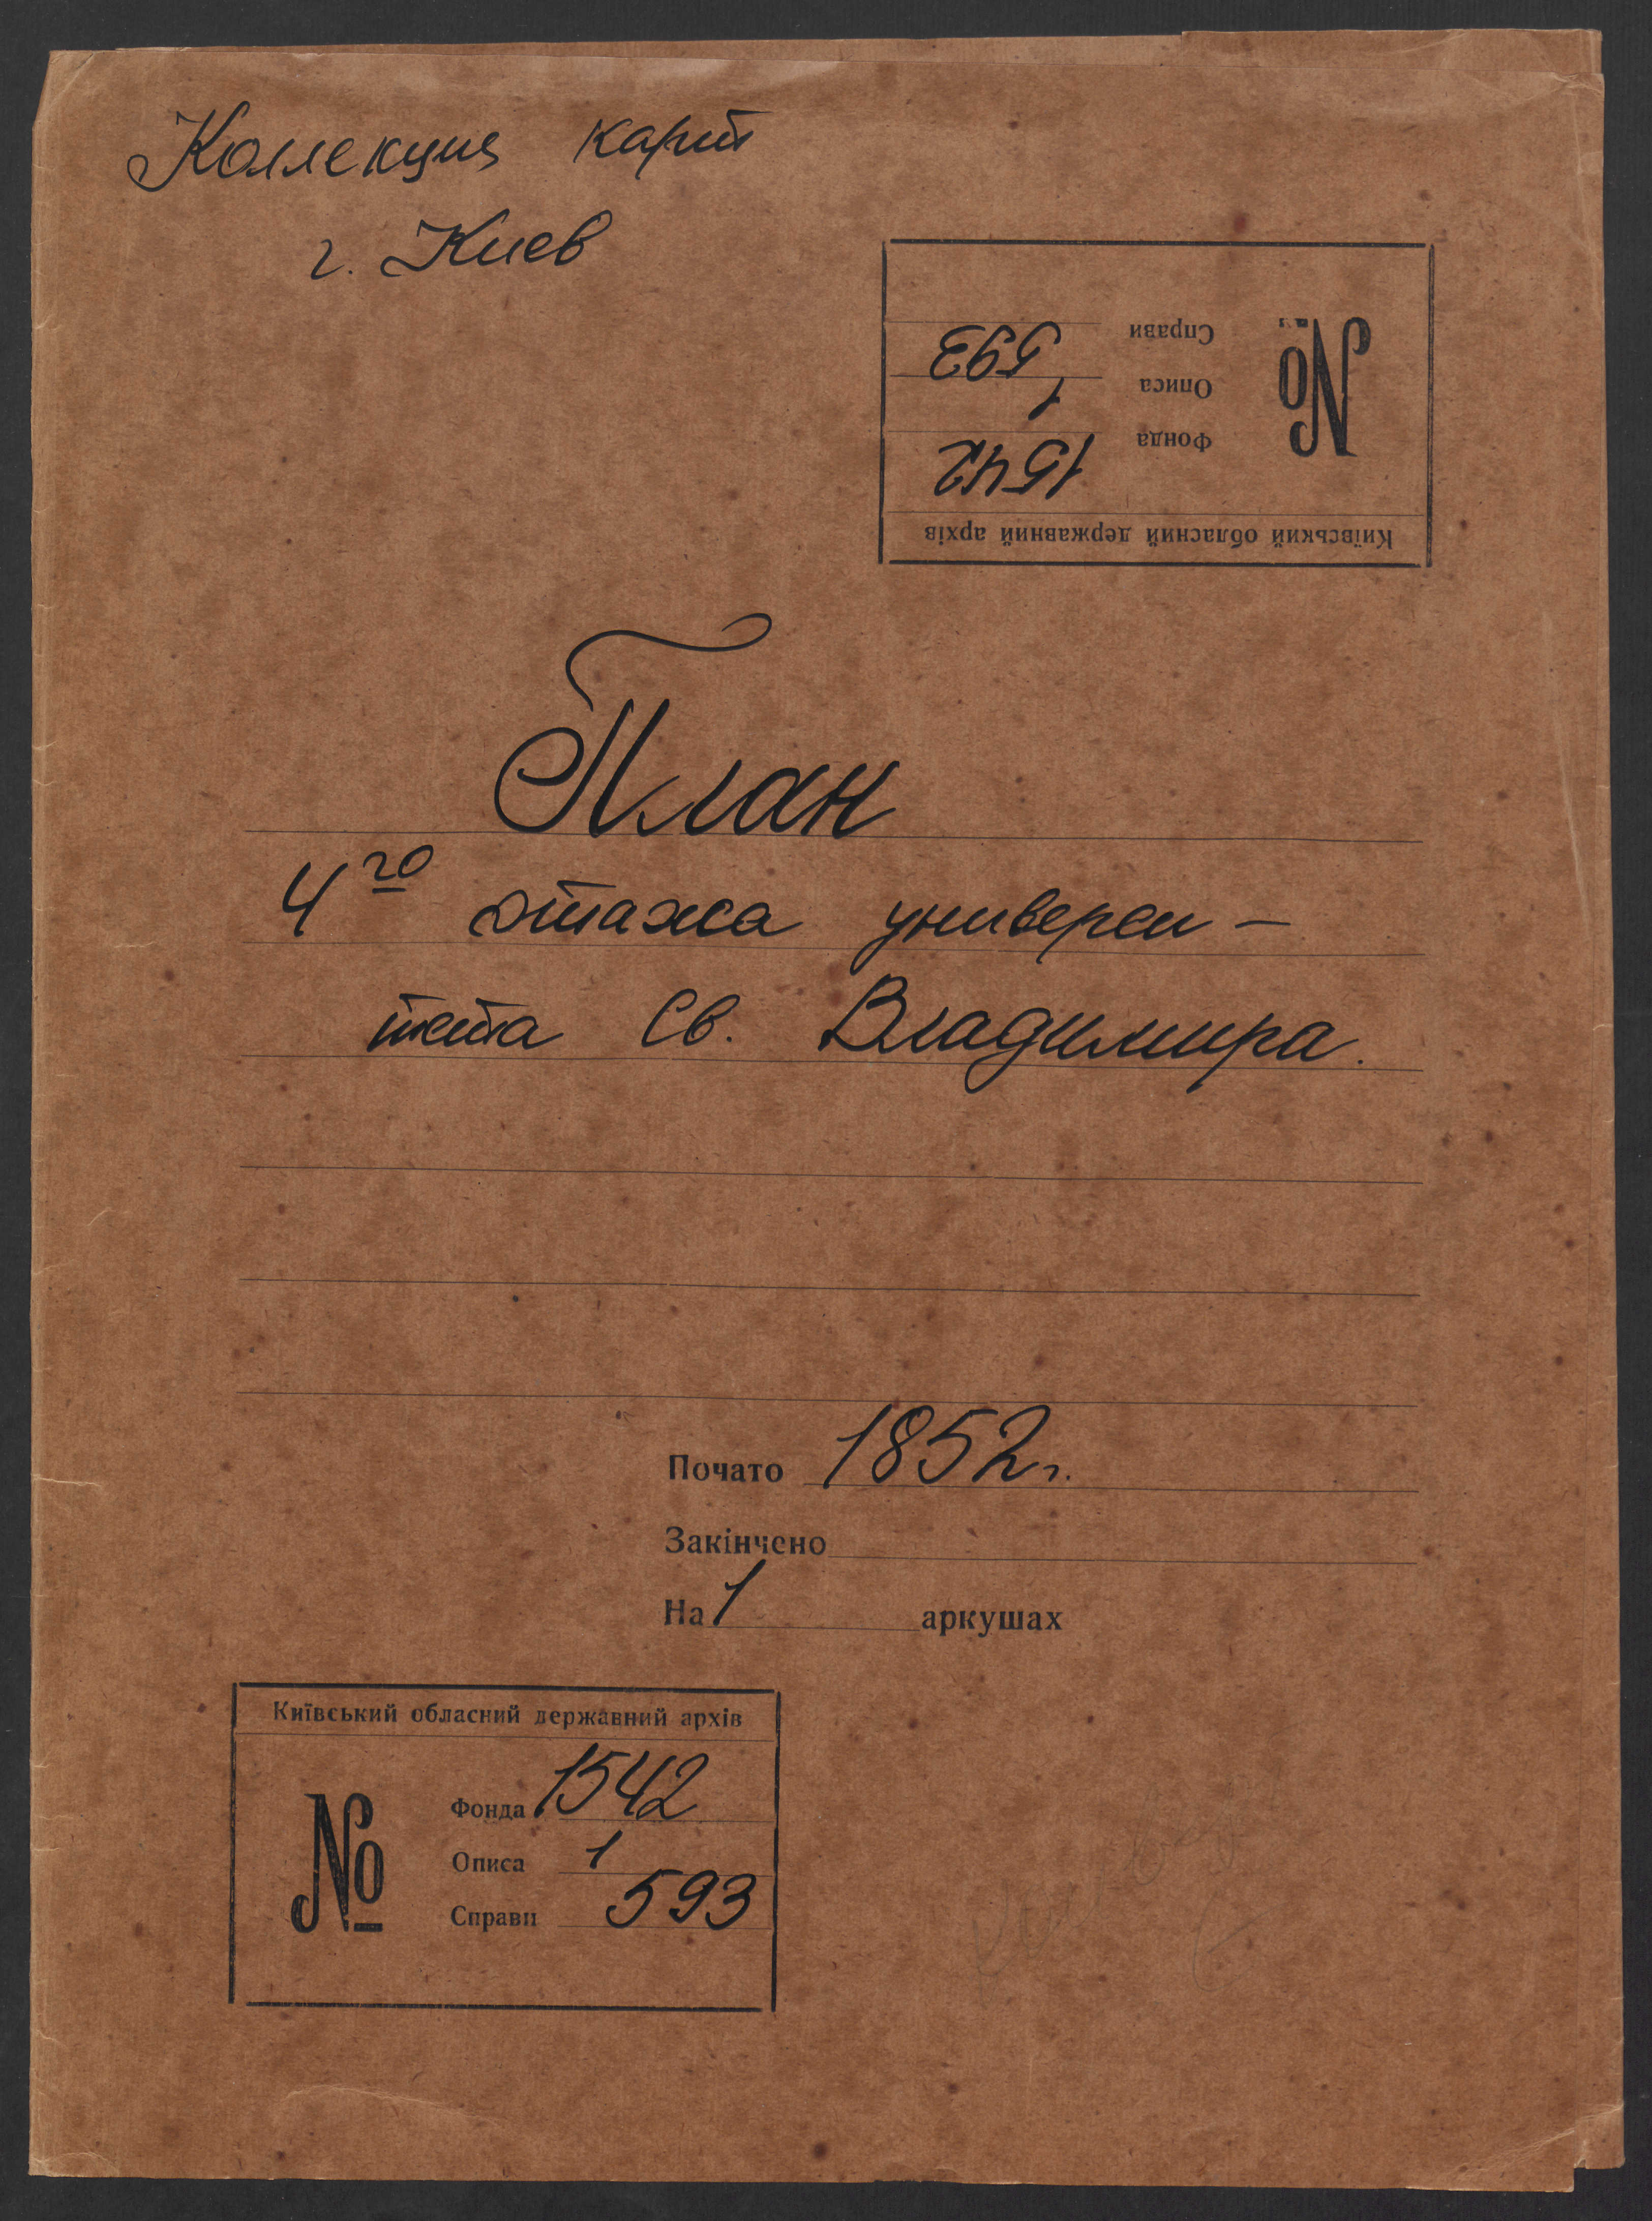 Коллекция карт
г. Киев
Київський обласний державний архів
№
Фонда 1542
Описа 1
Справи 593
План
4го этажа универси-
тета Св. Владимира.
Почато 1852г.
Закінчено
На 1 аркушах
Київський обласний державний архів
№
Фонда 1542
Описа 1
Справи 593